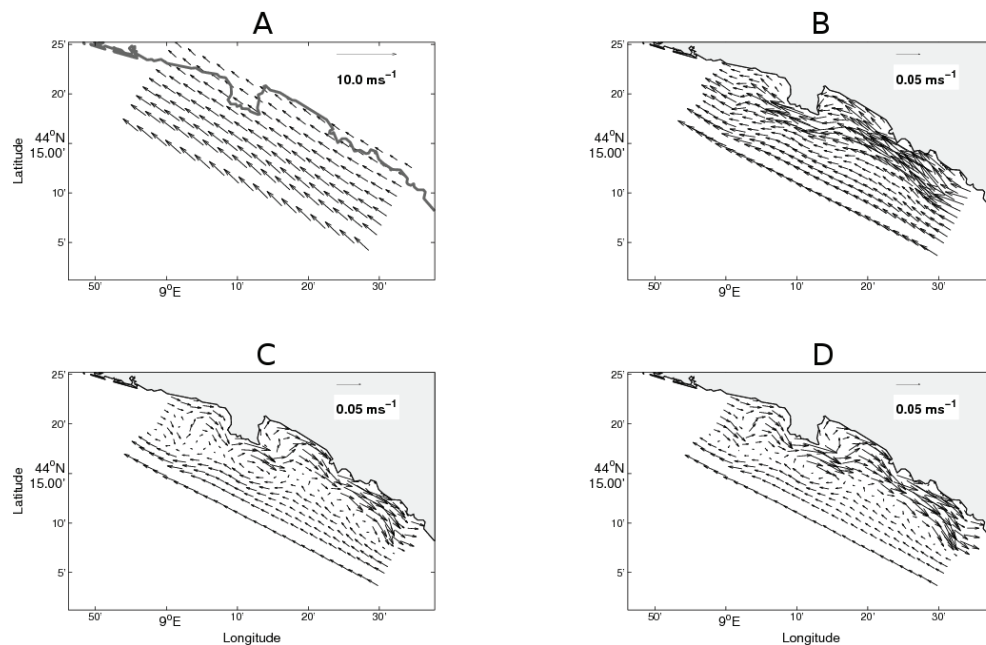 A
25'
20'
44°N
15.00'
10'
5'
Latitude
10.0 ms⁻¹
50'
9°E
10'
20'
30'
B
25'
20'
44°N
15.00'
10'
5'
0.05 ms⁻¹
50'
9°E
10'
20'
30'
C
25'
20'
44°N
15.00'
10'
5'
Latitude
0.05 ms⁻¹
50'
9°E
10'
20'
30'
Longitude
D
25'
20'
44°N
15.00'
10'
5'
0.05 ms⁻¹
50'
9°E
10'
20'
30'
Longitude